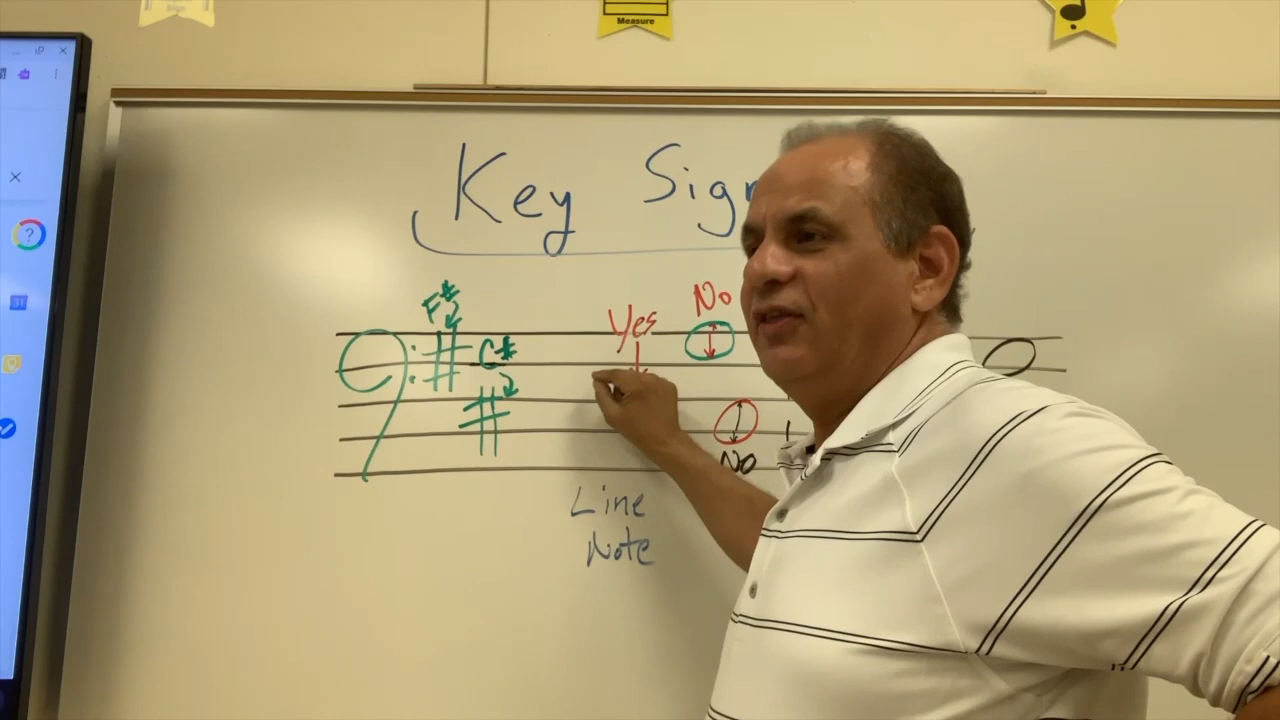 Measure
Key Sign
F#
Yes
No
C#
No
Line
Note